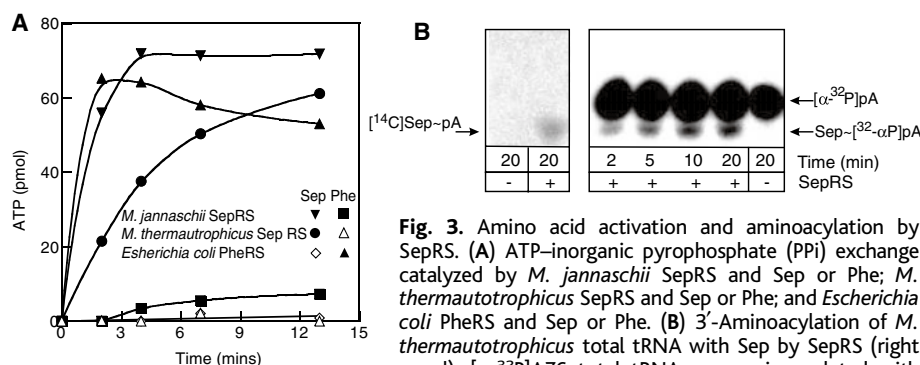 A
80
60
40
20
0
ATP (pmol)
0 3 6 9 12 15
Time (mins)
Sep Phe
M. jannaschii SepRS
M. thermautotrophicus Sep RS
Esherichia coli PheRS
B
[14C]Sep~pA
[α-32P]pA
Sep~[32-αP]pA
20 20 2 5 10 20 20 Time (min)
- + + + + + - SepRS
Fig. 3. Amino acid activation and aminoacylation by
SepRS. (A) ATP–inorganic pyrophosphate (PPi) exchange
catalyzed by M. jannaschii SepRS and Sep or Phe; M.
thermautotrophicus SepRS and Sep or Phe; and Escherichia
coli PheRS and Sep or Phe. (B) 3′-Aminoacylation of M.
thermautotrophicus total tRNA with Sep by SepRS (right